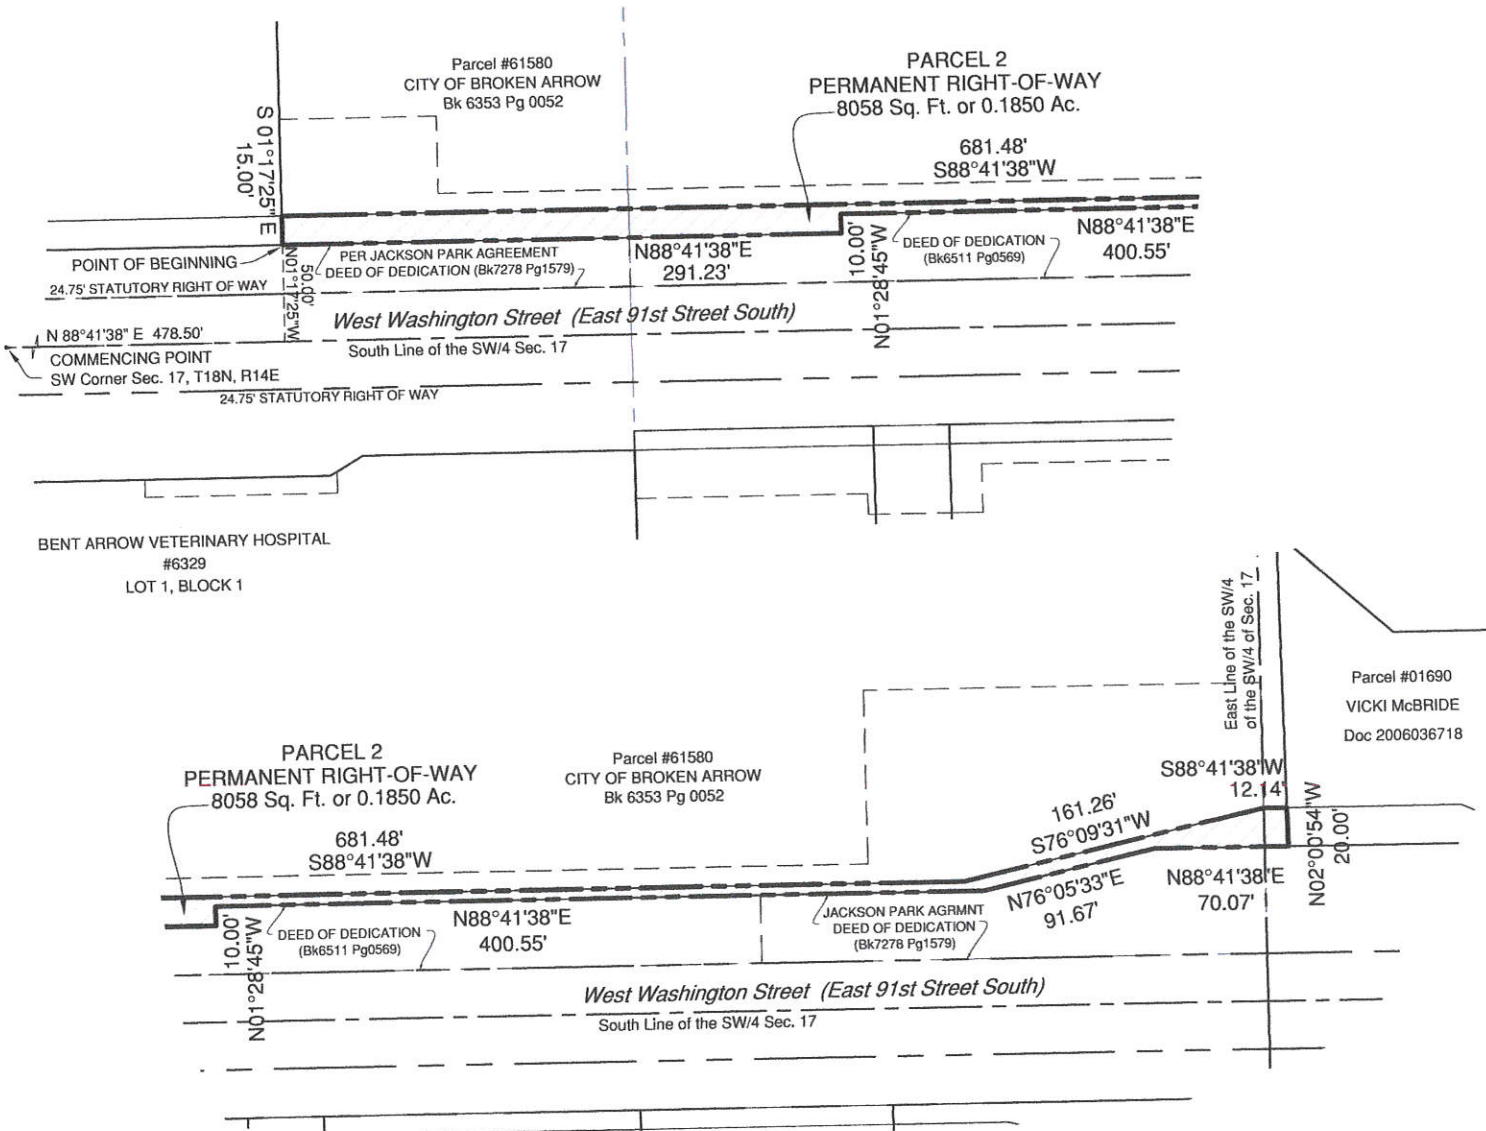 Parcel #61580
CITY OF BROKEN ARROW
Bk 6353 Pg 0052
PARCEL 2
PERMANENT RIGHT-OF-WAY
8058 Sq. Ft. or 0.1850 Ac.
S 01°17'25" E
15.00'
681.48'
S88°41'38"W
POINT OF BEGINNING
PER JACKSON PARK AGREEMENT
DEED OF DEDICATION (Bk7278 Pg1579)
N88°41'38"E
291.23'
10.00'
N01°28'45"W
DEED OF DEDICATION
(Bk6511 Pg0569)
N88°41'38"E
400.55'
24.75' STATUTORY RIGHT OF WAY
50.00'
N01°17'25"W
West Washington Street (East 91st Street South)
N 88°41'38" E 478.50'
South Line of the SW/4 Sec. 17
COMMENCING POINT
SW Corner Sec. 17, T18N, R14E
24.75' STATUTORY RIGHT OF WAY
BENT ARROW VETERINARY HOSPITAL
#6329
LOT 1, BLOCK 1
East Line of the SW/4
of the SW/4 of Sec. 17
Parcel #01690
VICKI McBRIDE
Doc 2006036718
PARCEL 2
PERMANENT RIGHT-OF-WAY
8058 Sq. Ft. or 0.1850 Ac.
Parcel #61580
CITY OF BROKEN ARROW
Bk 6353 Pg 0052
S88°41'38"W
12.14'
161.26'
S76°09'31"W
681.48'
S88°41'38"W
N02°00'54"W
20.00'
N88°41'38"E
70.07'
N76°05'33"E
91.67'
10.00'
N01°28'45"W
DEED OF DEDICATION
(Bk6511 Pg0569)
N88°41'38"E
400.55'
JACKSON PARK AGRMNT
DEED OF DEDICATION
(Bk7278 Pg1579)
West Washington Street (East 91st Street South)
South Line of the SW/4 Sec. 17